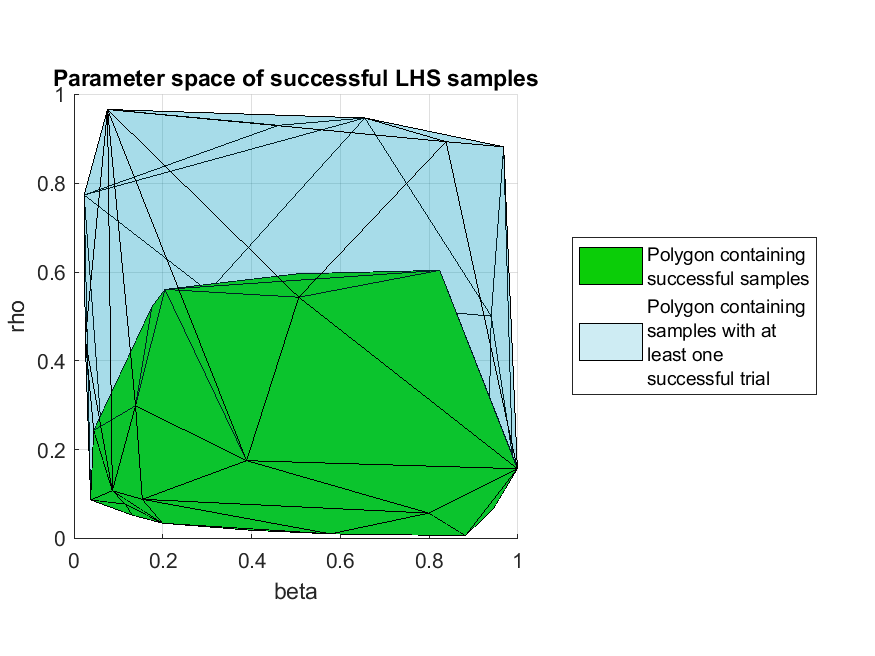 Parameter space of successful LHS samples
1
0.8
0.6
0.4
0.2
0
rho
0
0.2
0.4
0.6
0.8
1
beta
Polygon containing
successful samples
Polygon containing
samples with at
least one
successful trial